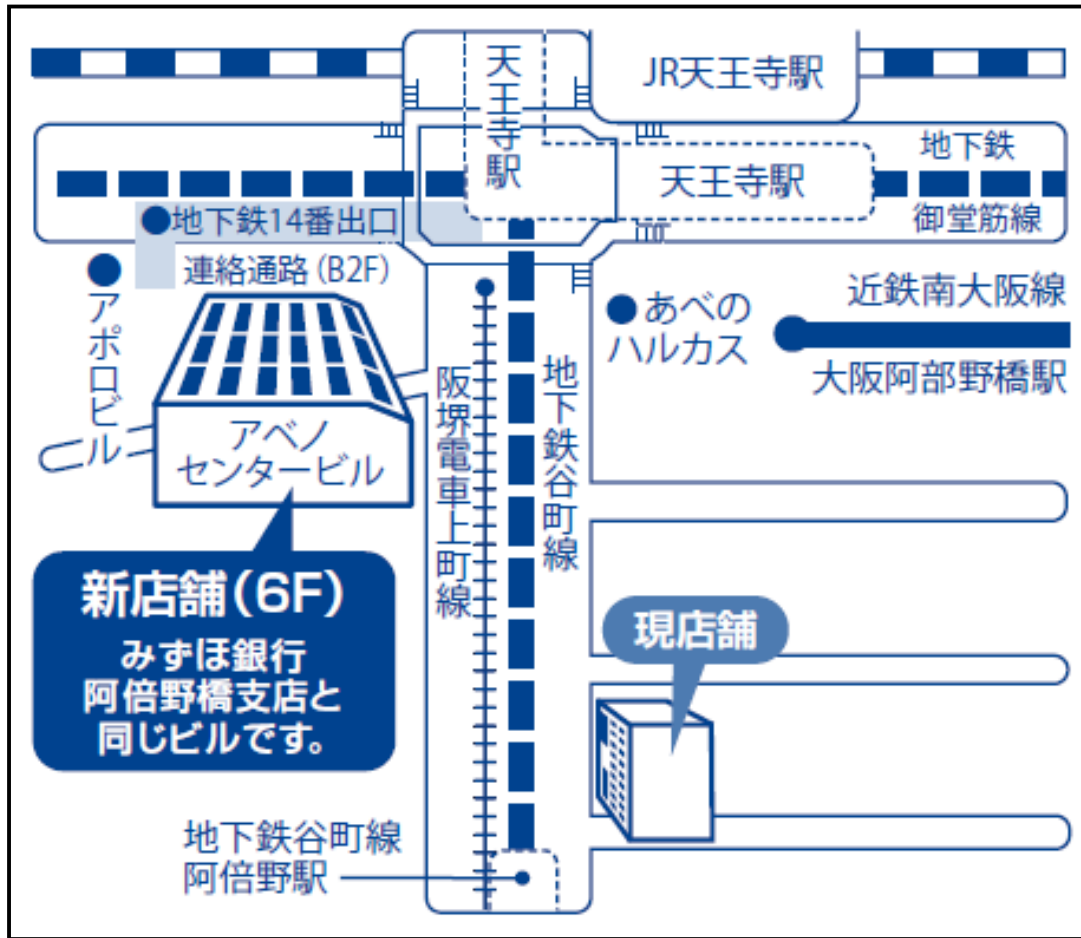 天王寺駅
JR天王寺駅
天王寺駅
地下鉄
御堂筋線
●地下鉄14番出口
連絡通路(B2F)
●アポロビル
アベノ
センタービル
阪堺電車上町線
地下鉄谷町線
●あべの
ハルカス
近鉄南大阪線
大阪阿部野橋駅
新店舗(6F)
みずほ銀行
阿倍野橋支店と
同じビルです。
現店舗
地下鉄谷町線
阿倍野駅